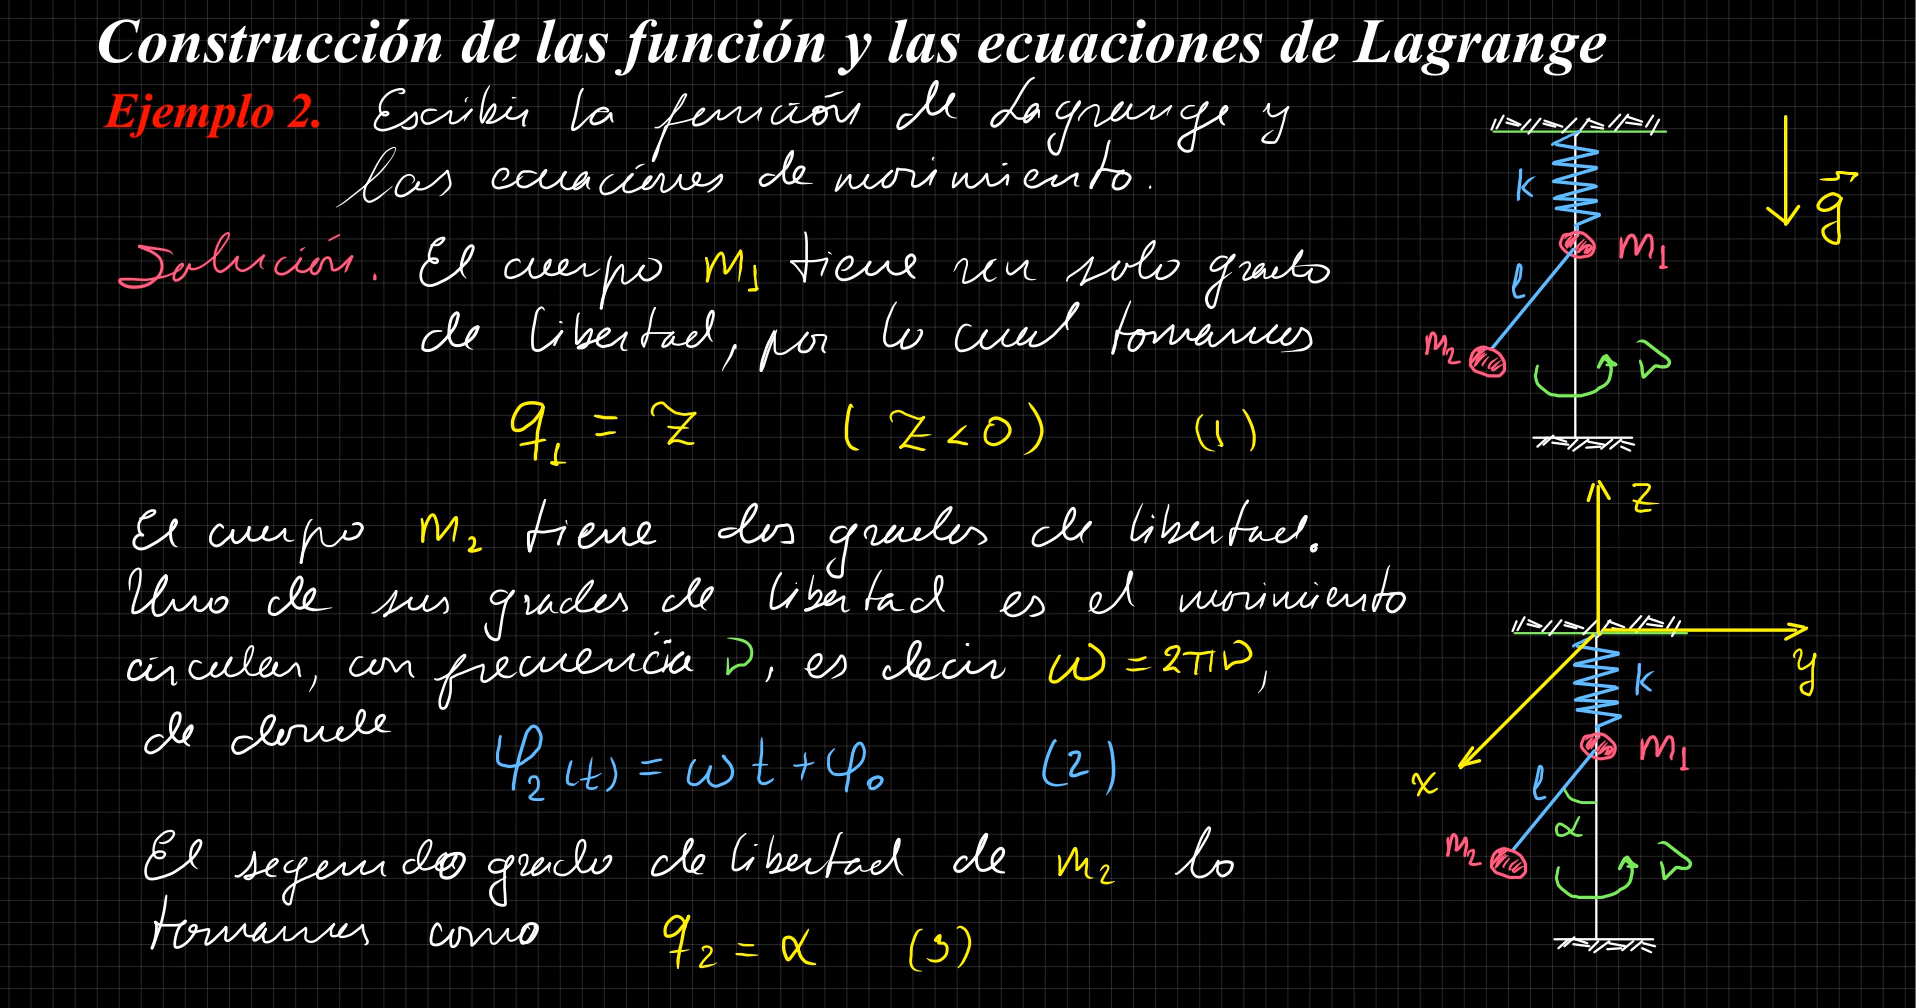 Construcción de las función y las ecuaciones de Lagrange
Ejemplo 2. Escribir la función de Lagrange y
las ecuaciones de movimiento.
Solución. El cuerpo m₁ tiene un solo grado
de libertad, por lo cual tomamos
q₁ = z (z<0) (1)
El cuerpo m₂ tiene dos grados de libertad.
Uno de sus grados de libertad es el movimiento
circular, con frecuencia ν, es decir ω = 2πν,
de donde
φ₂(t) = ωt + φ₀ (2)
El segundo grado de libertad de m₂ lo
tomamos como q₂ = α (3)
k
g⃗
m₁
l
m₂
ν
z
y
k
m₁
x
l
α
m₂
ν